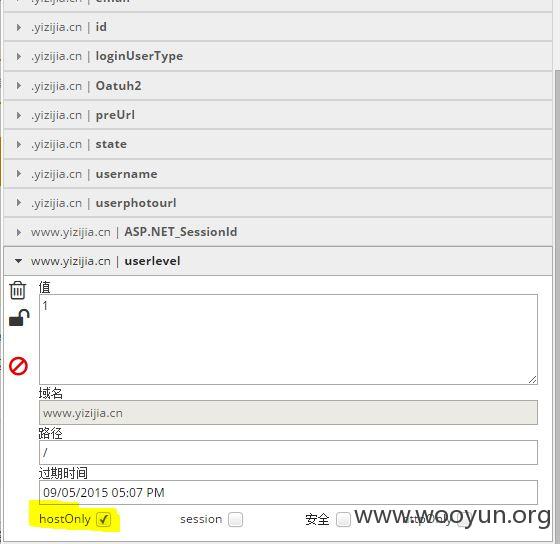 .yizijia.cn | email
.yizijia.cn | id
.yizijia.cn | loginUserType
.yizijia.cn | Oatuh2
.yizijia.cn | preUrl
.yizijia.cn | state
.yizijia.cn | username
.yizijia.cn | userphotourl
www.yizijia.cn | ASP.NET_SessionId
www.yizijia.cn | userlevel
值
1
域名
www.yizijia.cn
路径
/
过期时间
09/05/2015 05:07 PM
hostOnly session 安全 httpOnly
www.wooyun.org